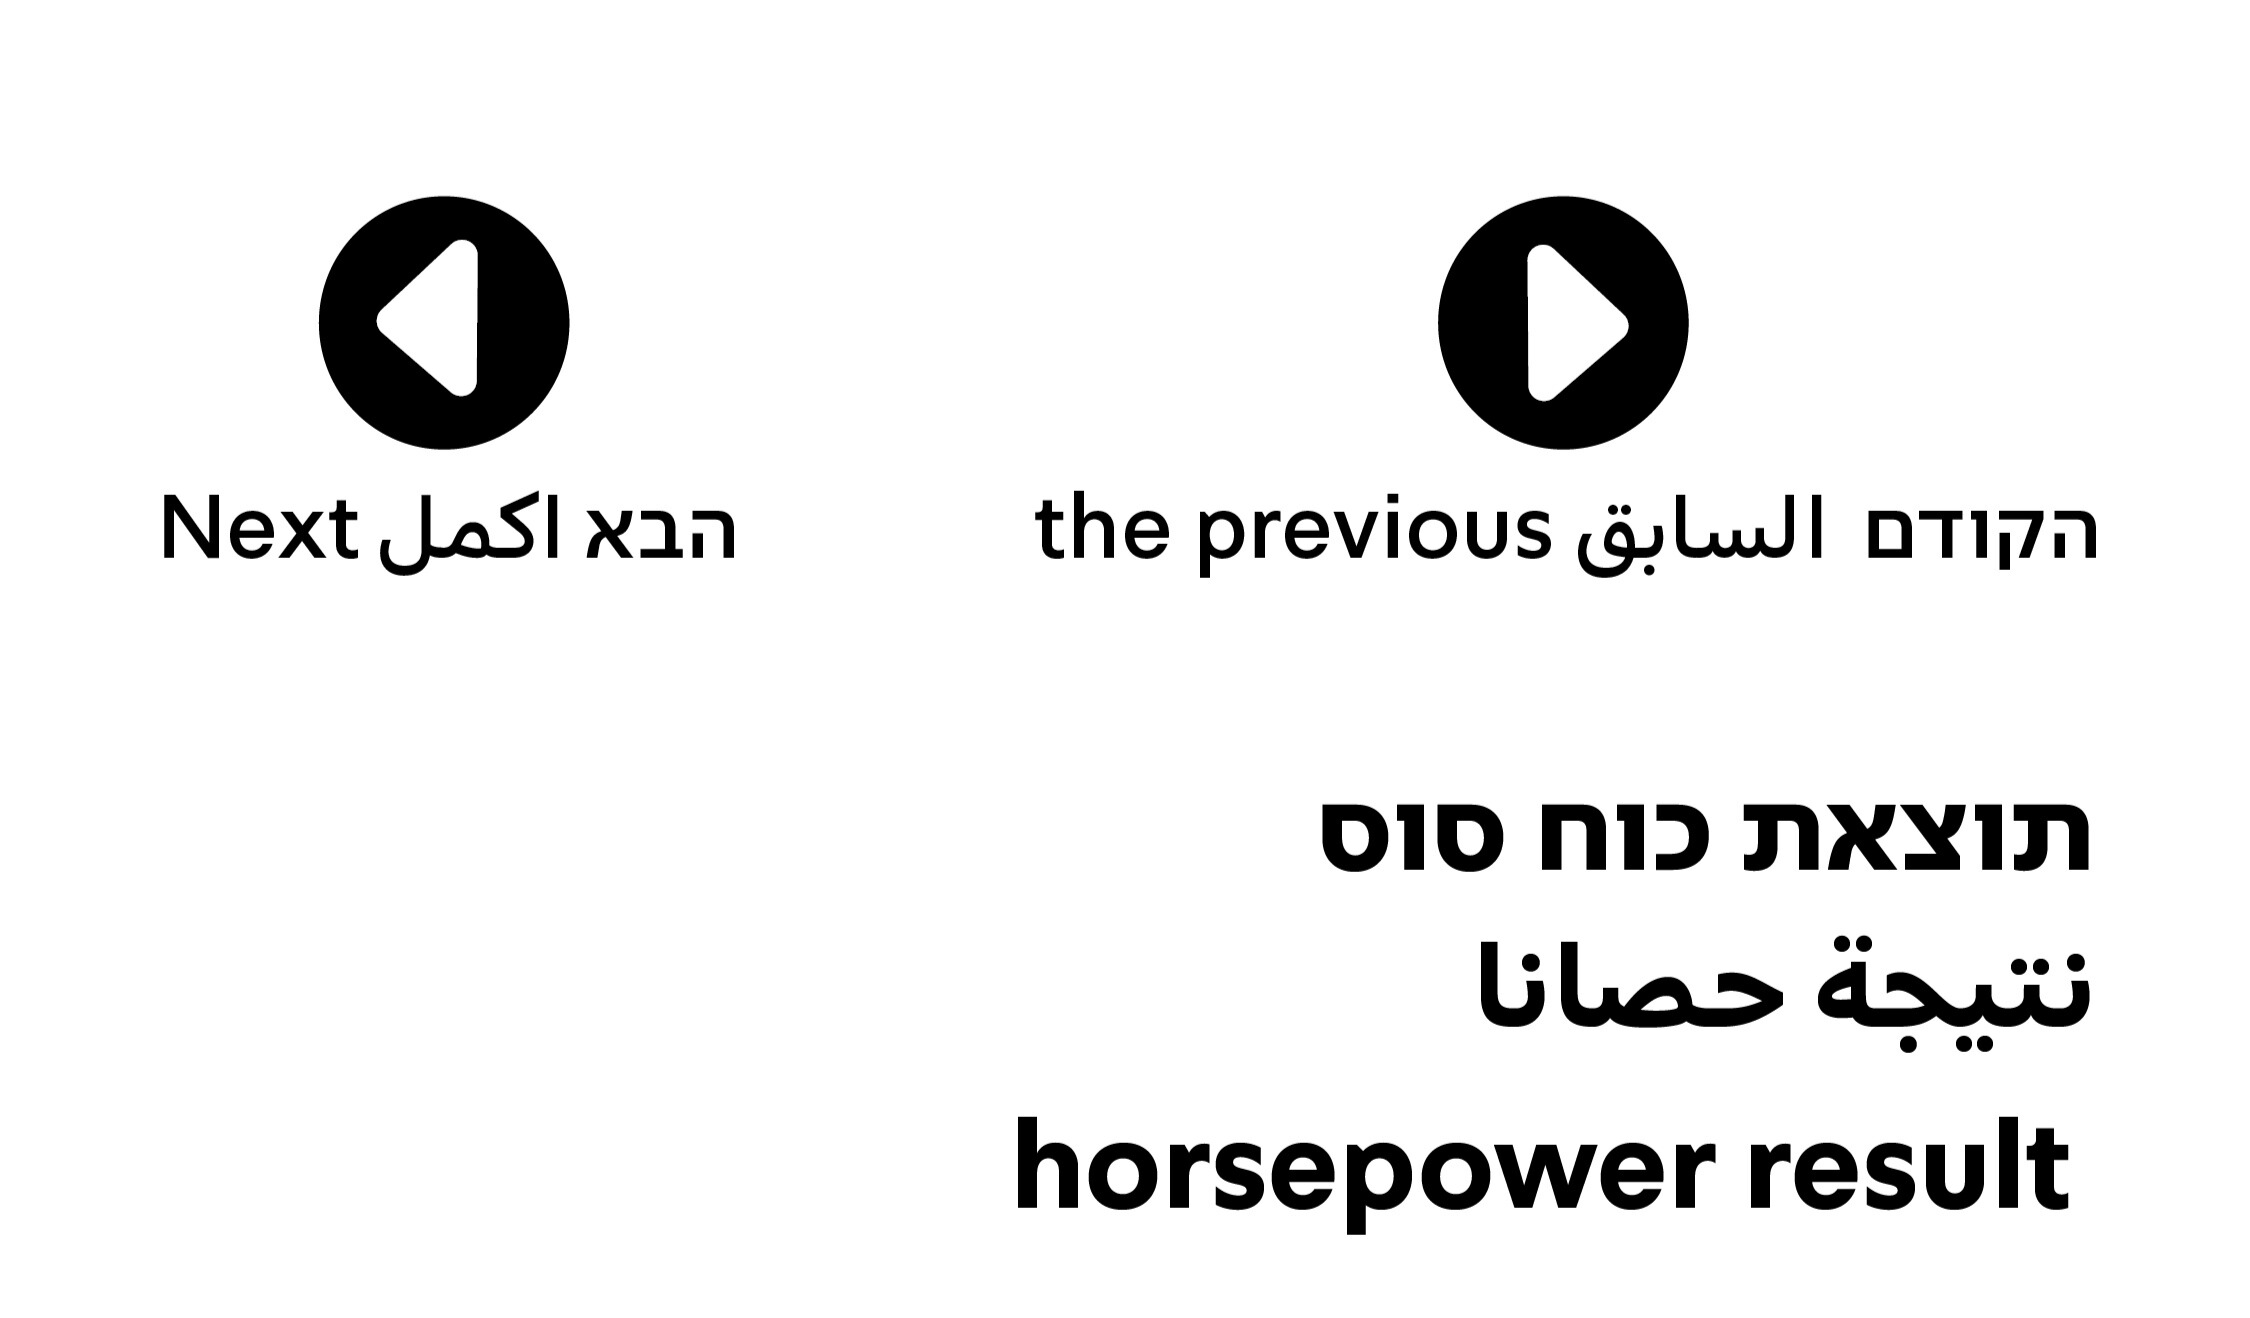 הקודם السابق the previous
הבא اكمل Next
תוצאת כוח סוס
نتيجة حصانا
horsepower result